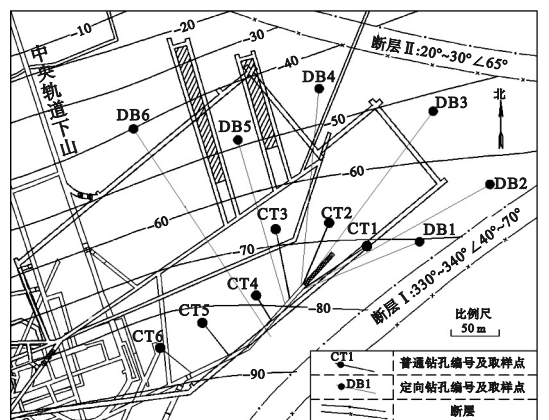 -10
-20
-30
断层Ⅱ:20°~30°∠65°
-40
中央轨道下山
DB4
北
DB3
DB6
DB5
-50
-60
DB2
CT3
CT2
CT1
DB1
-60
-70
断层Ⅰ:330°~340°∠40°~70°
CT4
-80
CT5
比例尺
50 m
CT6
-90
CT1
普通钻孔编号及取样点
DB1
定向钻孔编号及取样点
断层